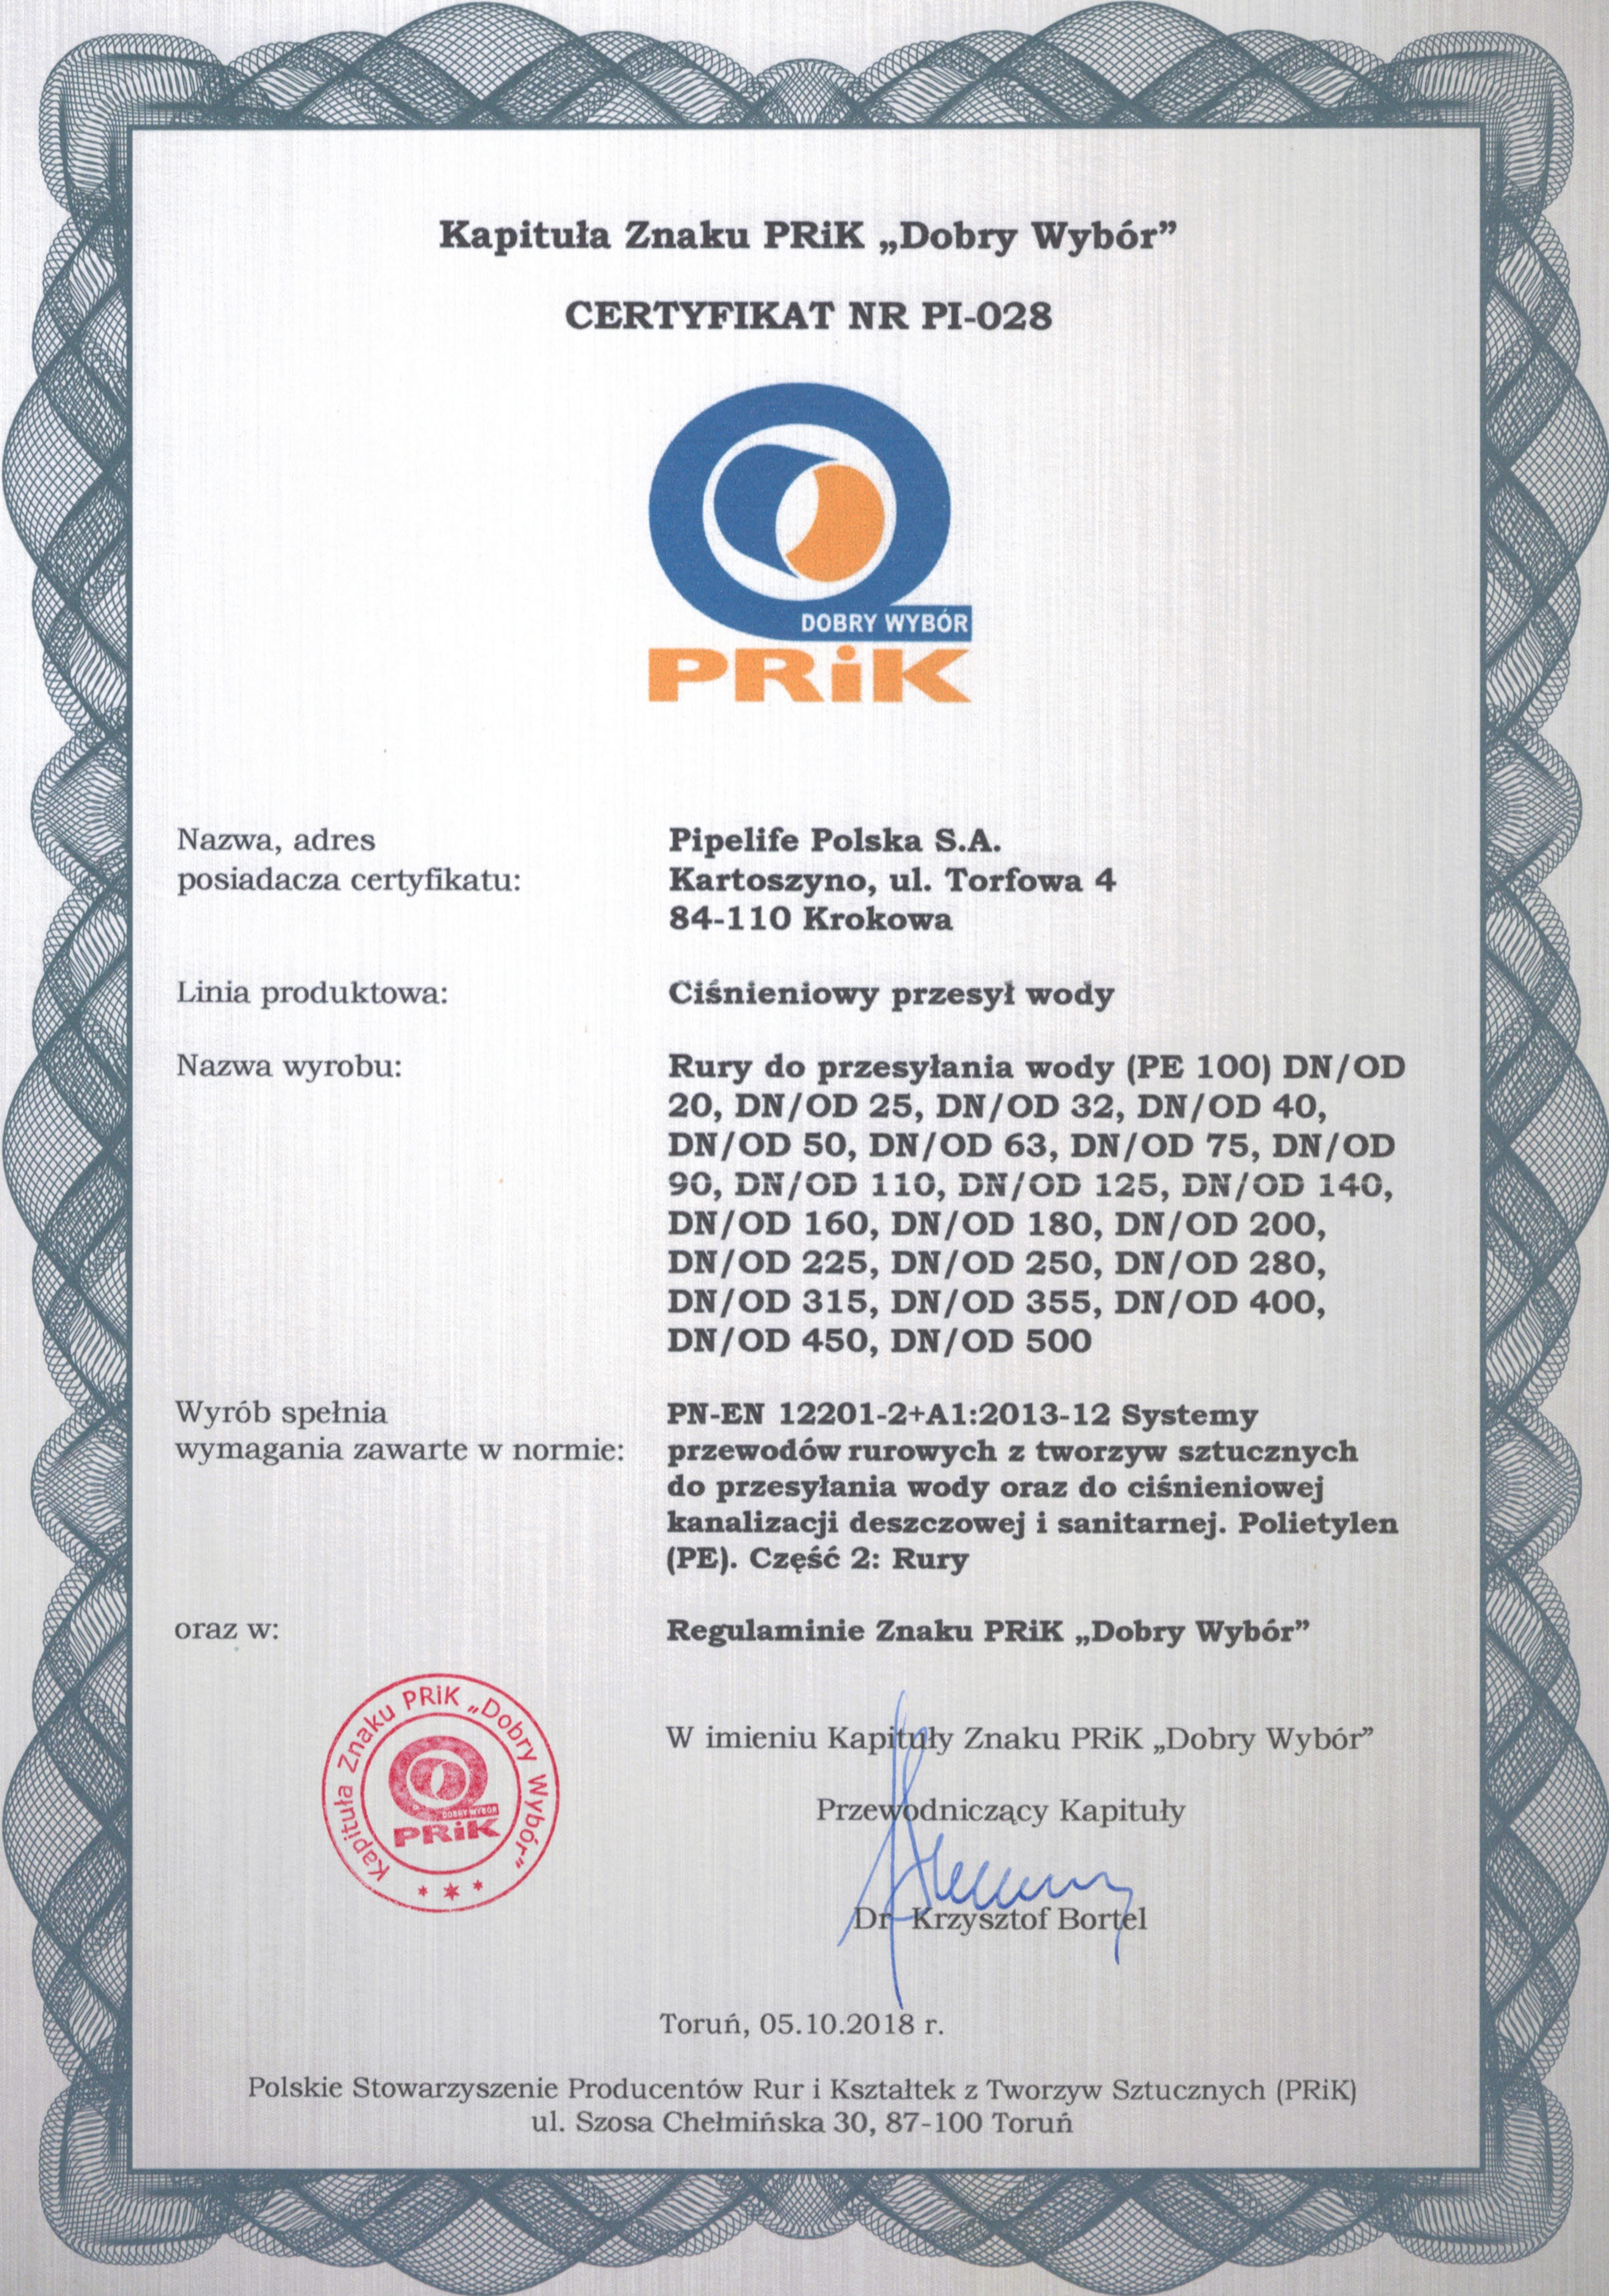 Kapituła Znaku PRiK „Dobry Wybór”
CERTYFIKAT NR PI-028
DOBRY WYBÓR
PRiK
Nazwa, adres
posiadacza certyfikatu:
Pipelife Polska S.A.
Kartoszyno, ul. Torfowa 4
84-110 Krokowa
Linia produktowa:
Ciśnieniowy przesył wody
Nazwa wyrobu:
Rury do przesyłania wody (PE 100) DN/OD
20, DN/OD 25, DN/OD 32, DN/OD 40,
DN/OD 50, DN/OD 63, DN/OD 75, DN/OD
90, DN/OD 110, DN/OD 125, DN/OD 140,
DN/OD 160, DN/OD 180, DN/OD 200,
DN/OD 225, DN/OD 250, DN/OD 280,
DN/OD 315, DN/OD 355, DN/OD 400,
DN/OD 450, DN/OD 500
Wyrób spełnia
wymagania zawarte w normie:
PN-EN 12201-2+A1:2013-12 Systemy
przewodów rurowych z tworzyw sztucznych
do przesyłania wody oraz do ciśnieniowej
kanalizacji deszczowej i sanitarnej. Polietylen
(PE). Część 2: Rury
oraz w:
Regulaminie Znaku PRiK „Dobry Wybór”
Kapituła Znaku PRiK „Dobry Wybór”
DOBRY WYBÓR
PRiK
W imieniu Kapituły Znaku PRiK „Dobry Wybór”
Przewodniczący Kapituły
Dr Krzysztof Bortel
Toruń, 05.10.2018 r.
Polskie Stowarzyszenie Producentów Rur i Kształtek z Tworzyw Sztucznych (PRiK)
ul. Szosa Chełmińska 30, 87-100 Toruń